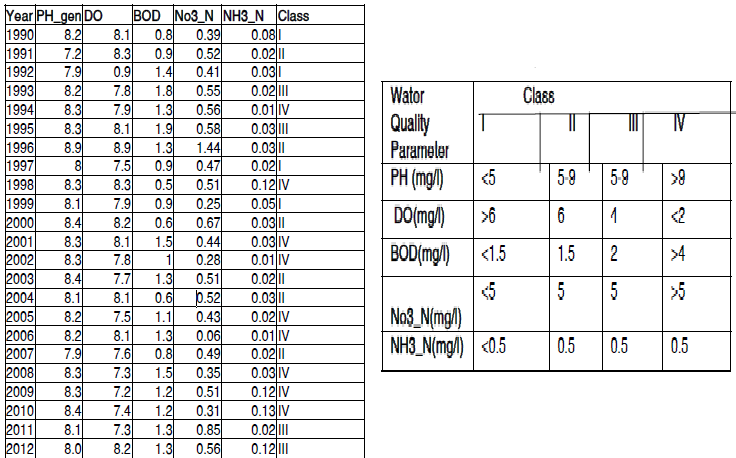 Year PH_gen DO BOD No3_N NH3_N Class
1990 8.2 8.1 0.8 0.39 0.08 I
1991 7.2 8.3 0.9 0.52 0.02 II
1992 7.9 0.9 1.4 0.41 0.03 I
1993 8.2 7.8 1.8 0.55 0.02 III
1994 8.3 7.9 1.3 0.56 0.01 IV
1995 8.3 8.1 1.9 0.58 0.03 III
1996 8.9 8.9 1.3 1.44 0.03 II
1997 8 7.5 0.9 0.47 0.02 I
1998 8.3 8.3 0.5 0.51 0.12 IV
1999 8.1 7.9 0.9 0.25 0.05 I
2000 8.4 8.2 0.6 0.67 0.03 II
2001 8.3 8.1 1.5 0.44 0.03 IV
2002 8.3 7.8 1 0.28 0.01 IV
2003 8.4 7.7 1.3 0.51 0.02 II
2004 8.1 8.1 0.6 0.52 0.03 II
2005 8.2 7.5 1.1 0.43 0.02 IV
2006 8.2 8.1 1.3 0.06 0.01 IV
2007 7.9 7.6 0.8 0.49 0.02 II
2008 8.3 7.3 1.5 0.35 0.03 IV
2009 8.3 7.2 1.2 0.51 0.12 IV
2010 8.4 7.4 1.2 0.31 0.13 IV
2011 8.1 7.3 1.3 0.85 0.02 III
2012 8.0 8.2 1.3 0.56 0.12 III
Wator Class
Quality I II III IV
Parameter
PH (mg/l) <5 5-9 5-9 >9
DO(mg/l) >6 6 4 <2
BOD(mg/l) <1.5 1.5 2 >4
<5 5 5 >5
No3_N(mg/l)
NH3_N(mg/l) <0.5 0.5 0.5 0.5